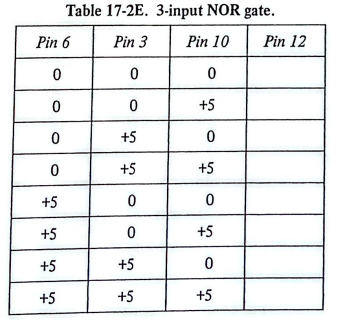 Table 17-2E. 3-input NOR gate.
Pin 6 Pin 3 Pin 10 Pin 12
0 0 0
0 0 +5
0 +5 0
0 +5 +5
+5 0 0
+5 0 +5
+5 +5 0
+5 +5 +5